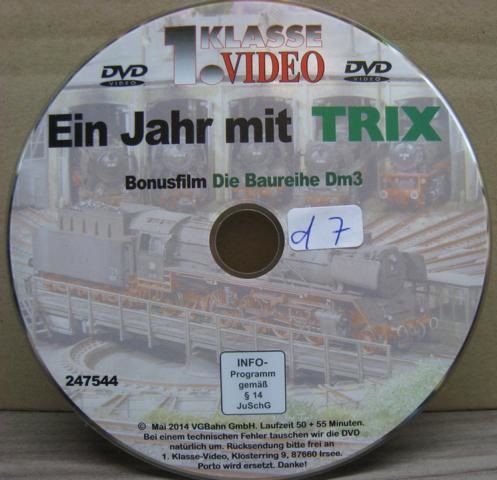 1. KLASSE
VIDEO
DVD
VIDEO
DVD
VIDEO
Ein Jahr mit TRIX
Bonusfilm Die Baureihe Dm3
d 7
INFO-
Programm
gemäß
§ 14
JuSchG
247544
© Mai 2014 VGBahn GmbH. Laufzeit 50 + 55 Minuten.
Bei einem technischen Fehler tauschen wir die DVD
natürlich um. Rücksendung bitte frei an
1. Klasse-Video, Klosterring 9, 87660 Irsee.
Porto wird ersetzt. Danke!